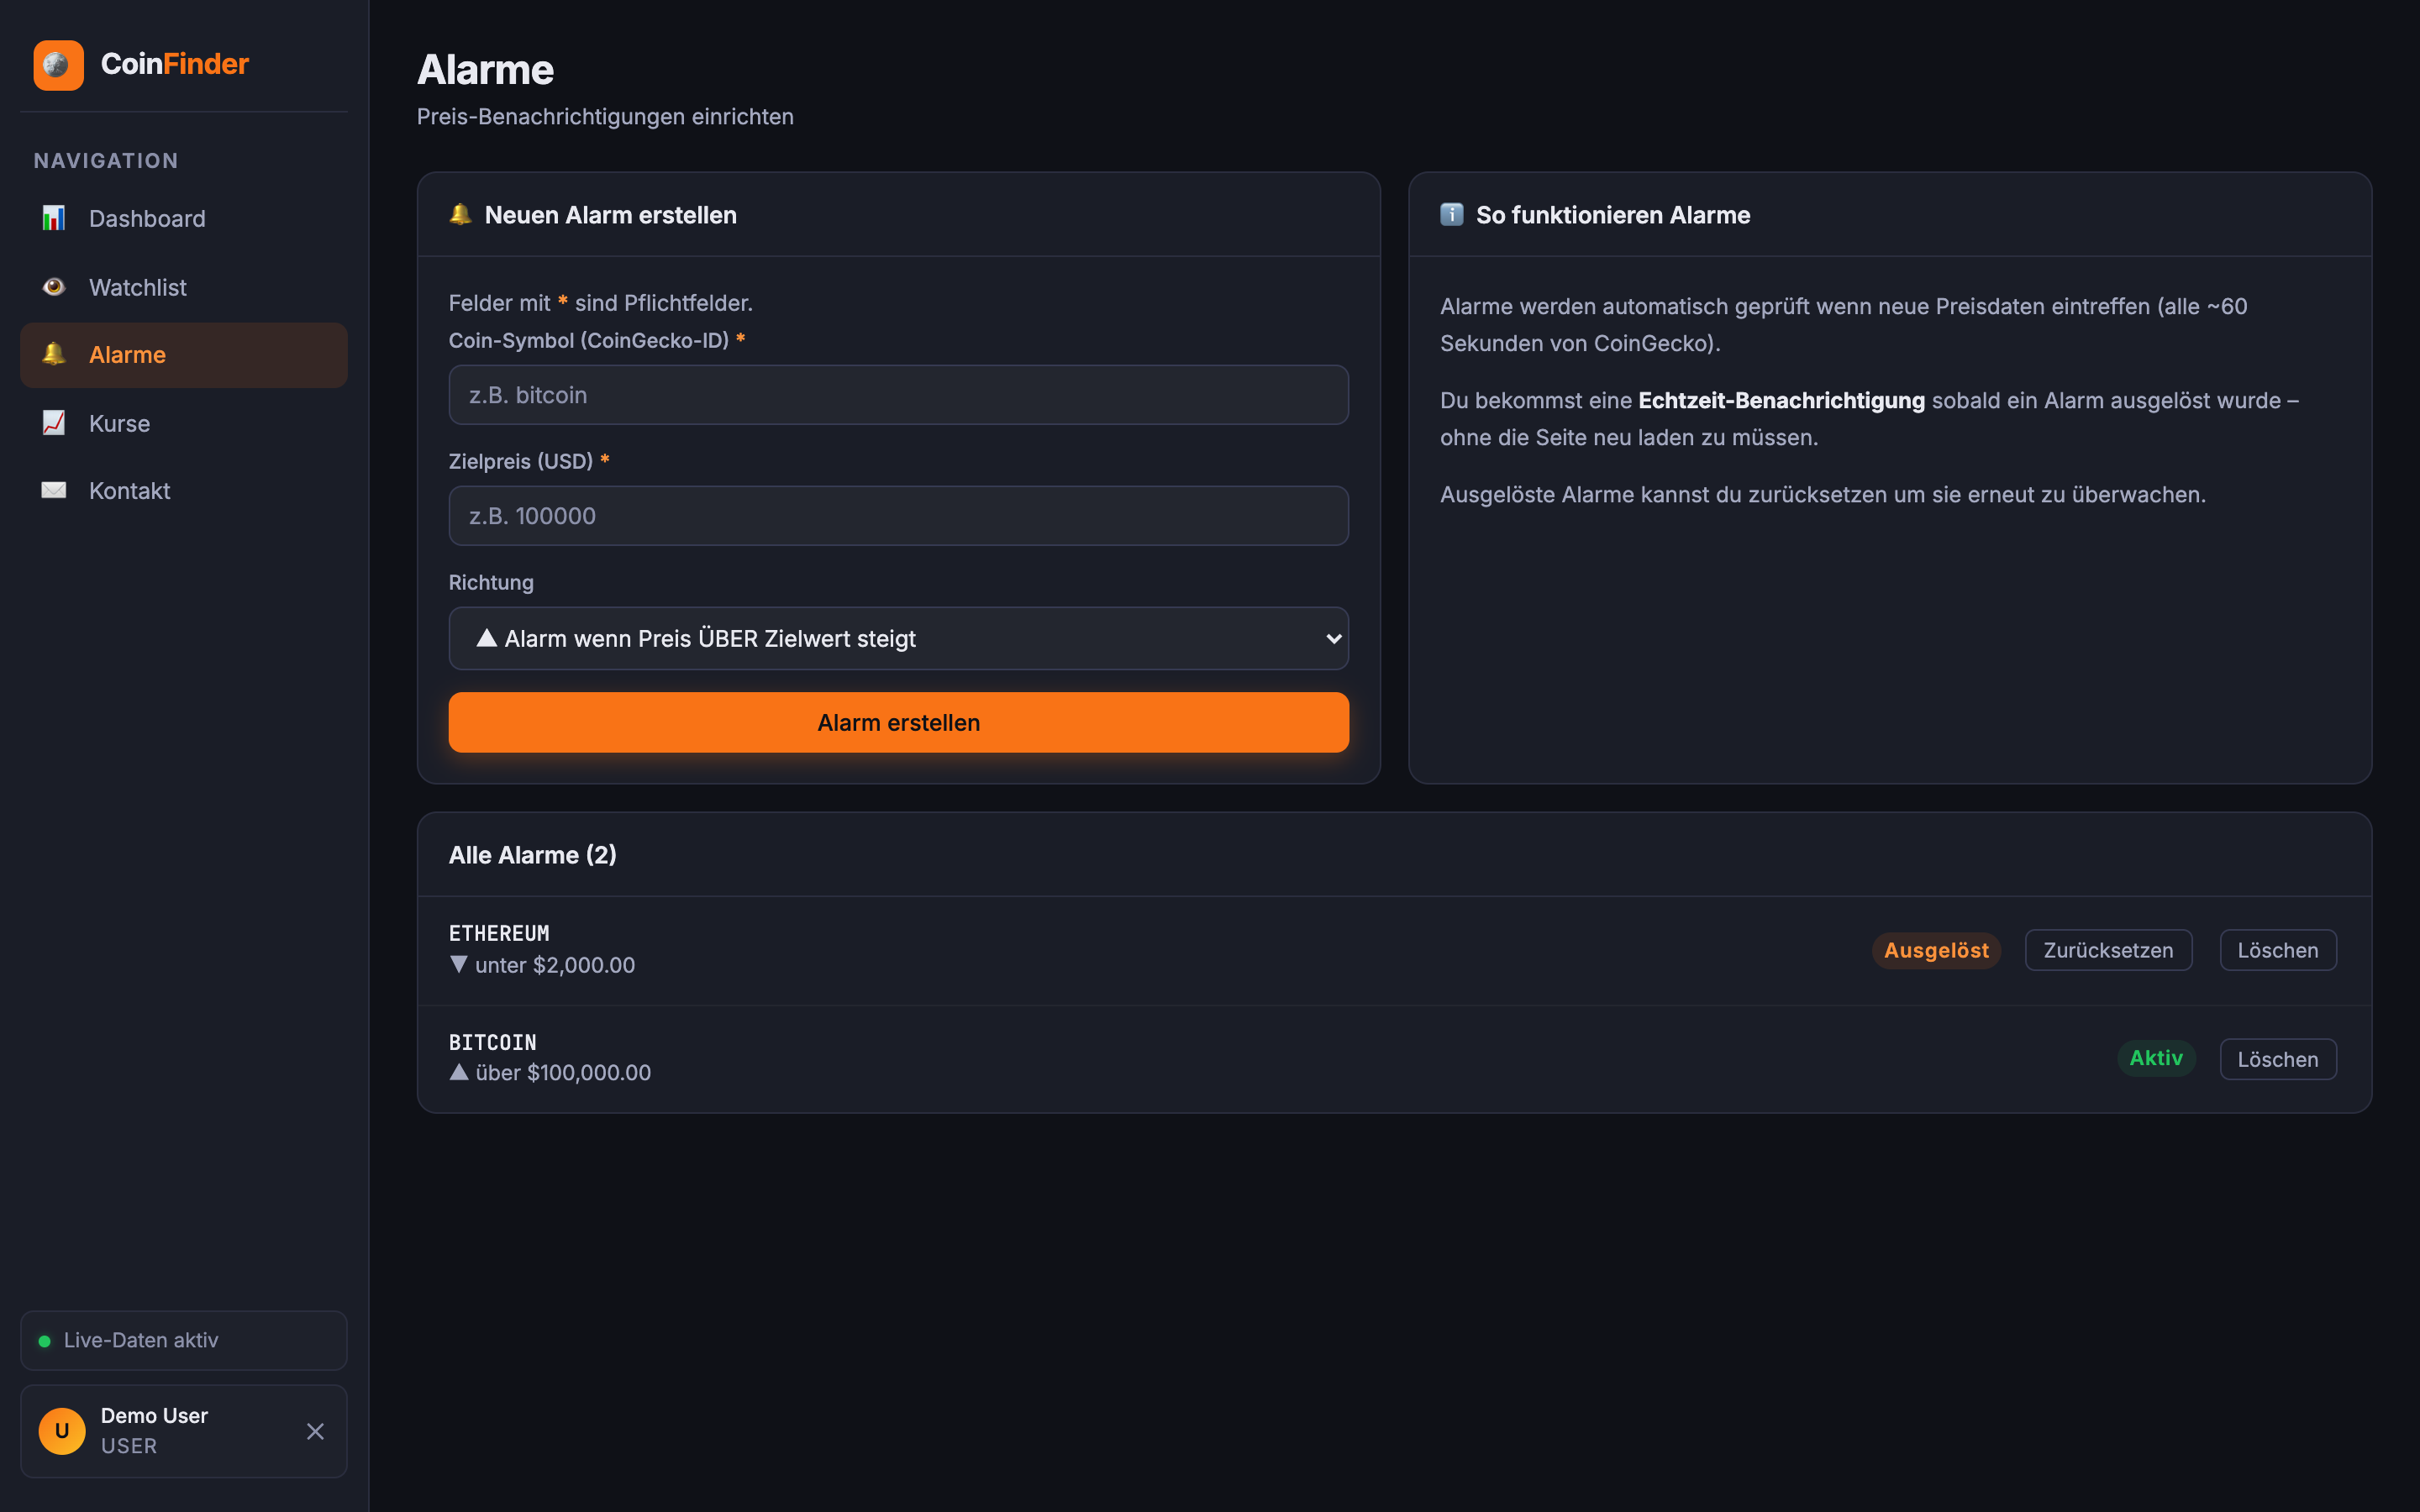 CoinFinder
NAVIGATION
Dashboard
Watchlist
Alarme
Kurse
Kontakt
Live-Daten aktiv
U
Demo User
USER
Alarme
Preis-Benachrichtigungen einrichten
Neuen Alarm erstellen
Felder mit * sind Pflichtfelder.
Coin-Symbol (CoinGecko-ID) *
z.B. bitcoin
Zielpreis (USD) *
z.B. 100000
Richtung
▲ Alarm wenn Preis ÜBER Zielwert steigt
Alarm erstellen
So funktionieren Alarme
Alarme werden automatisch geprüft wenn neue Preisdaten eintreffen (alle ~60
Sekunden von CoinGecko).
Du bekommst eine Echtzeit-Benachrichtigung sobald ein Alarm ausgelöst wurde –
ohne die Seite neu laden zu müssen.
Ausgelöste Alarme kannst du zurücksetzen um sie erneut zu überwachen.
Alle Alarme (2)
ETHEREUM
▼ unter $2,000.00
Ausgelöst
Zurücksetzen
Löschen
BITCOIN
▲ über $100,000.00
Aktiv
Löschen